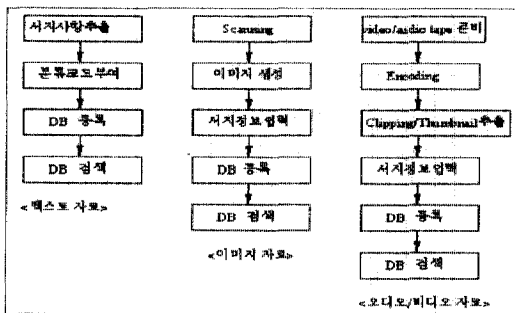 서지사항추출
분류코드부여
DB 등록
DB 검색
<텍스트 자료>
Scanning
이미지 생성
서지정보입력
DB 등록
DB 검색
<이미지 자료>
video/audio tape 준비
Encoding
Clipping/Thumbnail추출
서지정보입력
DB 등록
DB 검색
<오디오/비디오 자료>